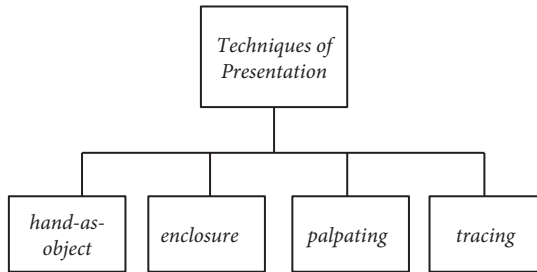 Techniques of
Presentation
hand-as-
object
enclosure
palpating
tracing